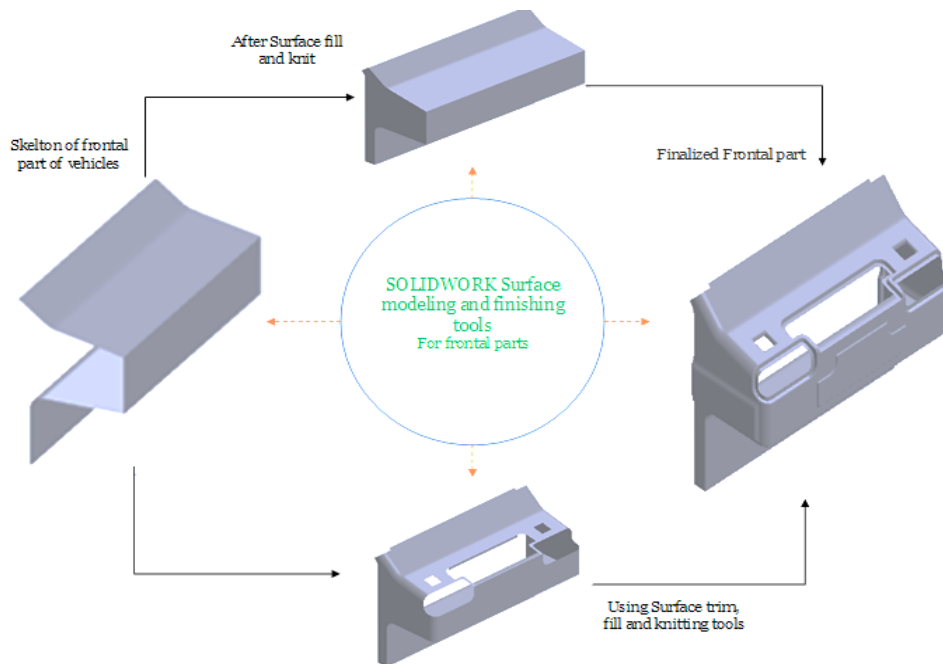 After Surface fill
and knit
Skelton of frontal
part of vehicles
Finalized Frontal part
SOLIDWORK Surface
modeling and finishing
tools
For frontal parts
Using Surface trim,
fill and knitting tools